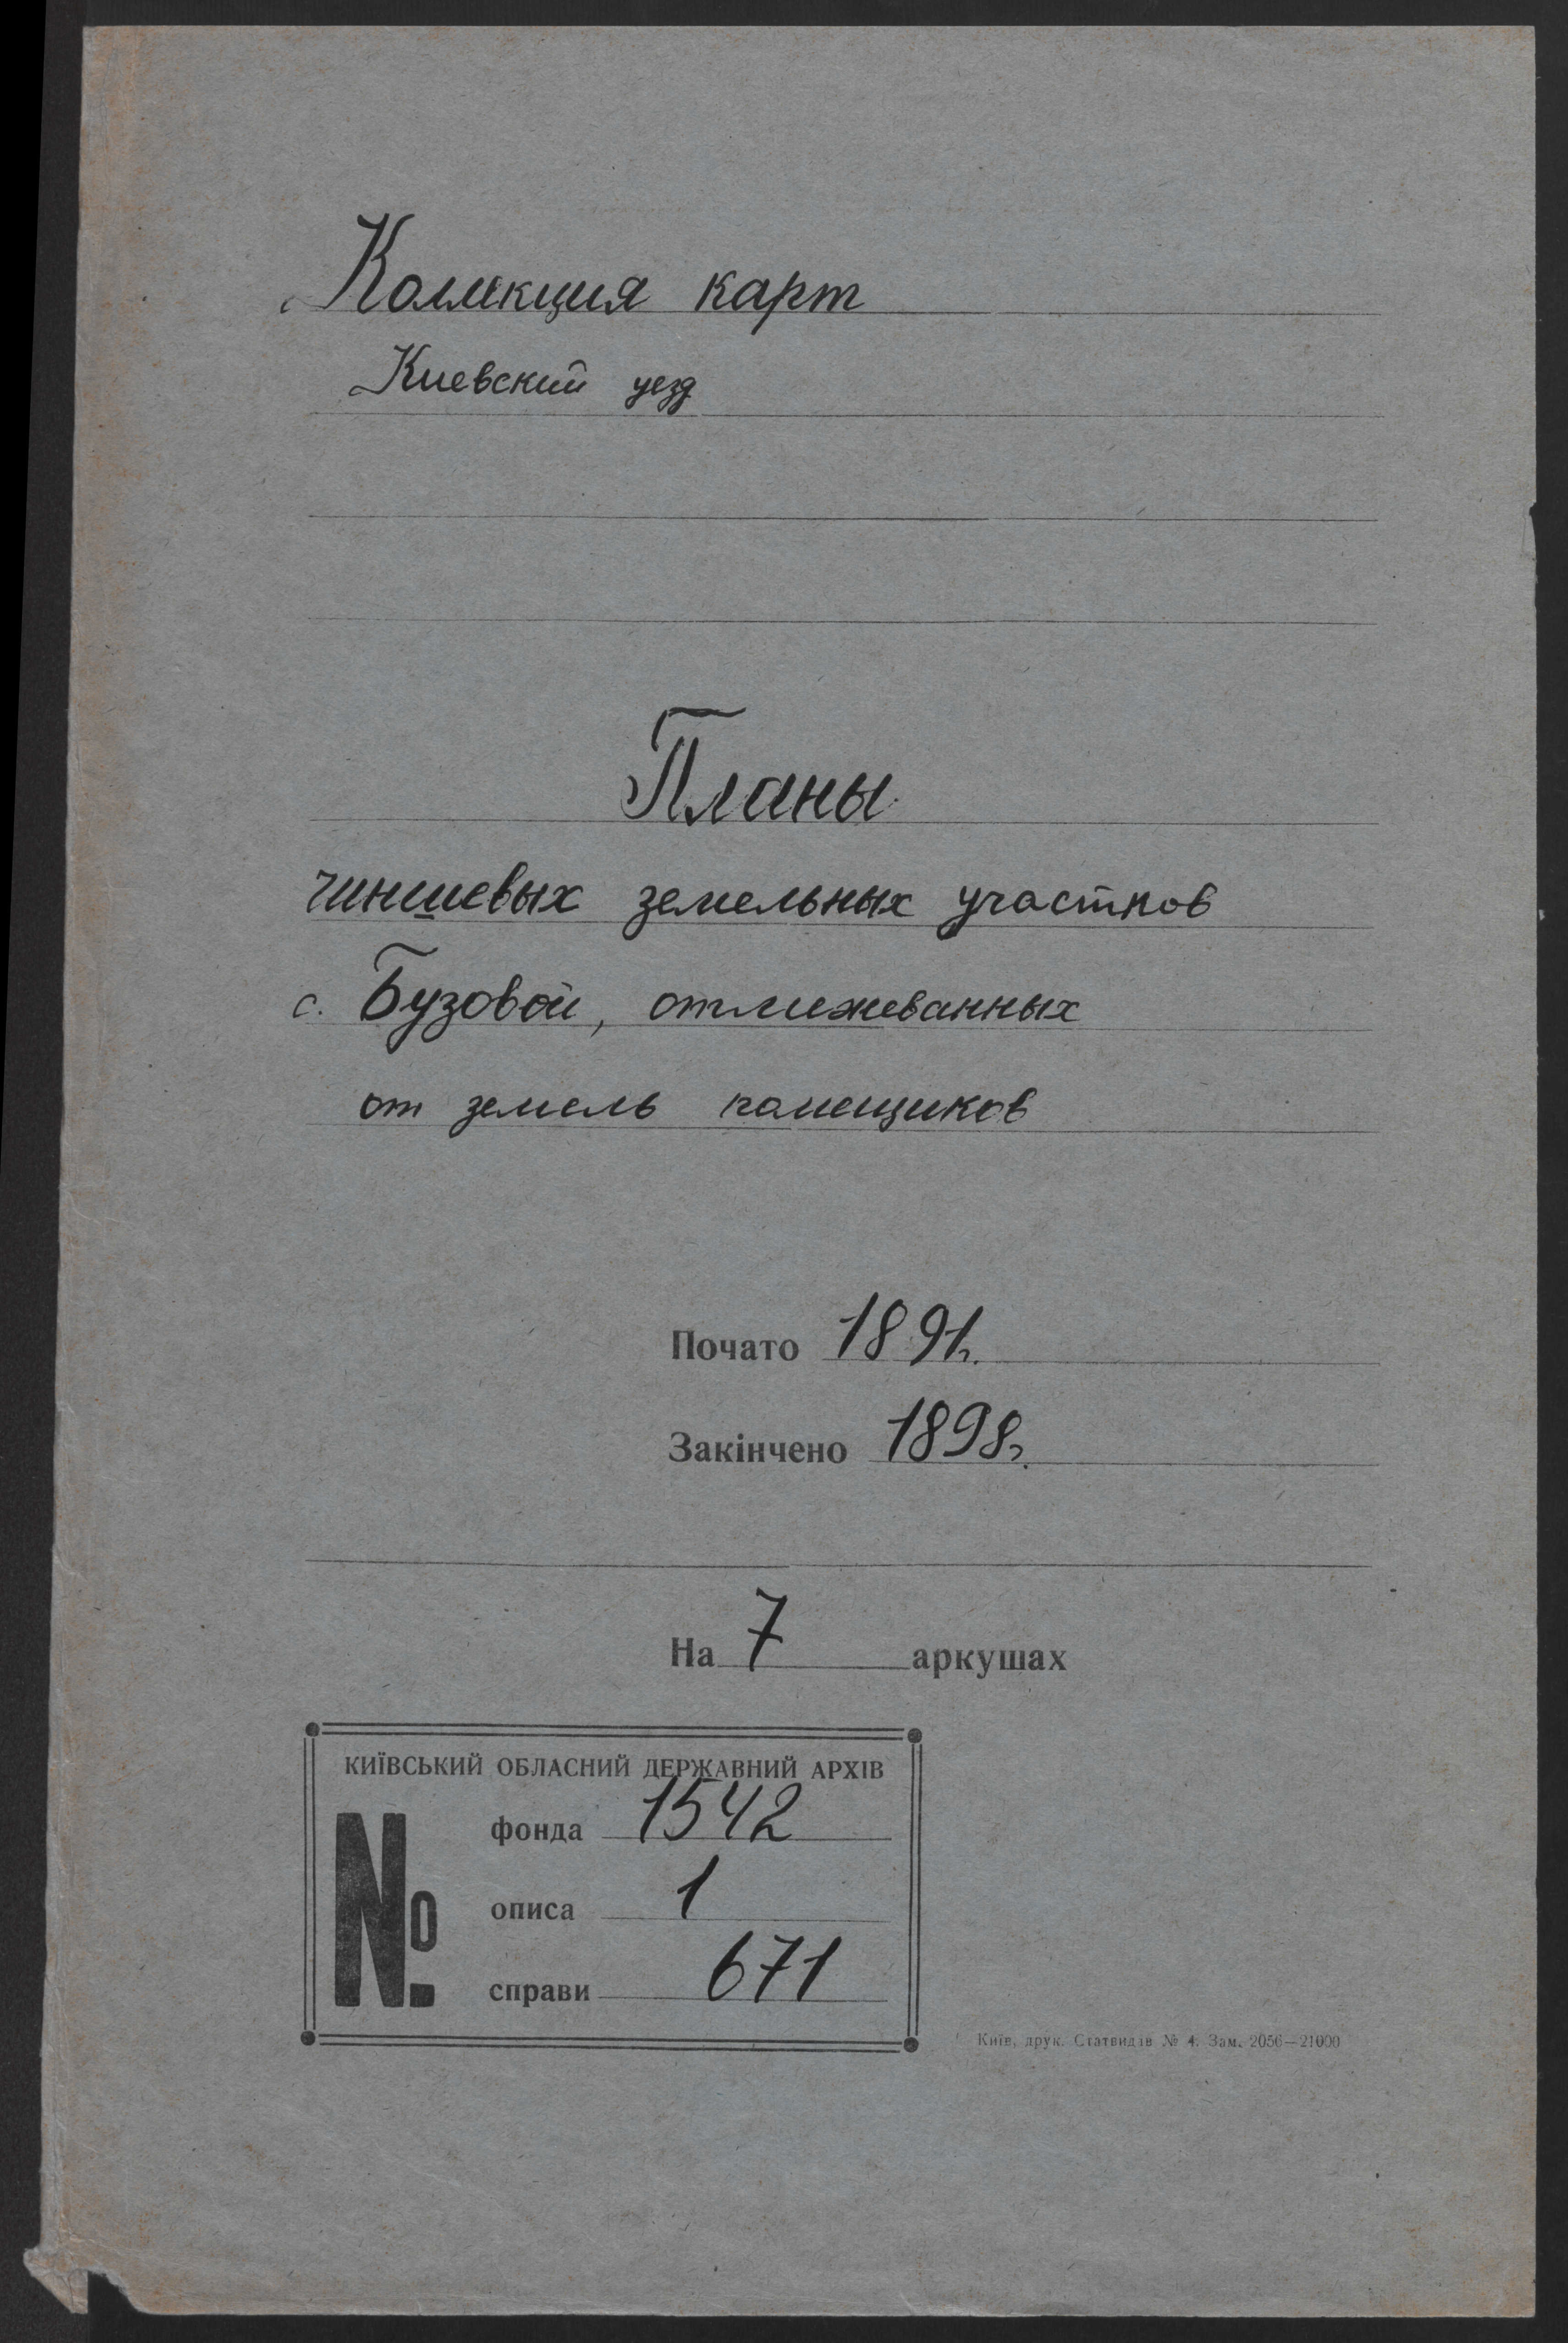 Колекция карт
Киевский уезд
Планы
чиншевых земельных участков
с. Бузовой, отмежеванных
от земель помещиков
Почато 1891г.
Закінчено 1898г.
На 7 аркушах
КИЇВСЬКИЙ ОБЛАСНИЙ ДЕРЖАВНИЙ АРХІВ
№
фонда 1542
описа 1
справи 671
Київ, друк. Статвидав № 4. Зам. 2056—21000